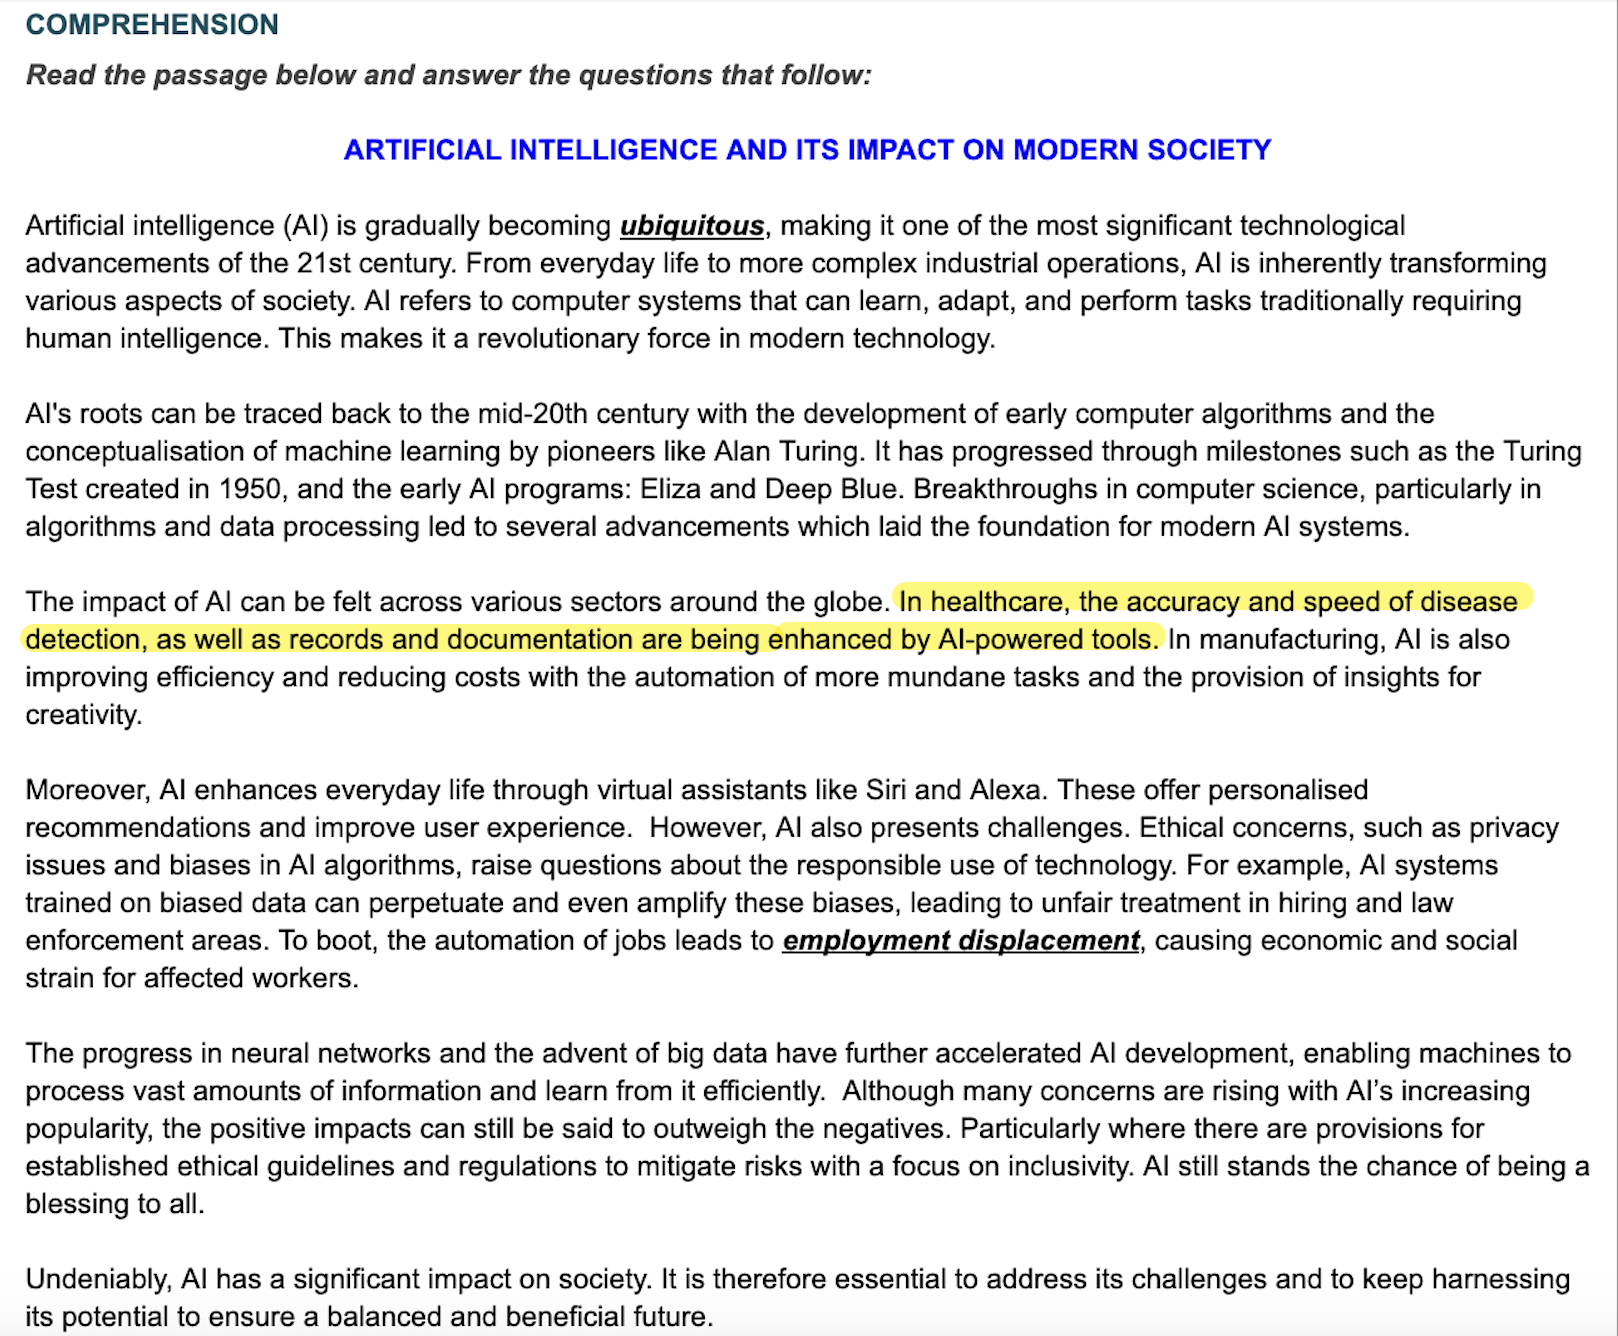 COMPREHENSION
Read the passage below and answer the questions that follow:
ARTIFICIAL INTELLIGENCE AND ITS IMPACT ON MODERN SOCIETY
Artificial intelligence (AI) is gradually becoming ubiquitous, making it one of the most significant technological
advancements of the 21st century. From everyday life to more complex industrial operations, AI is inherently transforming
various aspects of society. AI refers to computer systems that can learn, adapt, and perform tasks traditionally requiring
human intelligence. This makes it a revolutionary force in modern technology.
AI's roots can be traced back to the mid-20th century with the development of early computer algorithms and the
conceptualisation of machine learning by pioneers like Alan Turing. It has progressed through milestones such as the Turing
Test created in 1950, and the early AI programs: Eliza and Deep Blue. Breakthroughs in computer science, particularly in
algorithms and data processing led to several advancements which laid the foundation for modern AI systems.
The impact of AI can be felt across various sectors around the globe. In healthcare, the accuracy and speed of disease
detection, as well as records and documentation are being enhanced by AI-powered tools. In manufacturing, AI is also
improving efficiency and reducing costs with the automation of more mundane tasks and the provision of insights for
creativity.
Moreover, AI enhances everyday life through virtual assistants like Siri and Alexa. These offer personalised
recommendations and improve user experience.  However, AI also presents challenges. Ethical concerns, such as privacy
issues and biases in AI algorithms, raise questions about the responsible use of technology. For example, AI systems
trained on biased data can perpetuate and even amplify these biases, leading to unfair treatment in hiring and law
enforcement areas. To boot, the automation of jobs leads to employment displacement, causing economic and social
strain for affected workers.
The progress in neural networks and the advent of big data have further accelerated AI development, enabling machines to
process vast amounts of information and learn from it efficiently.  Although many concerns are rising with AI’s increasing
popularity, the positive impacts can still be said to outweigh the negatives. Particularly where there are provisions for
established ethical guidelines and regulations to mitigate risks with a focus on inclusivity. AI still stands the chance of being a
blessing to all.
Undeniably, AI has a significant impact on society. It is therefore essential to address its challenges and to keep harnessing
its potential to ensure a balanced and beneficial future.